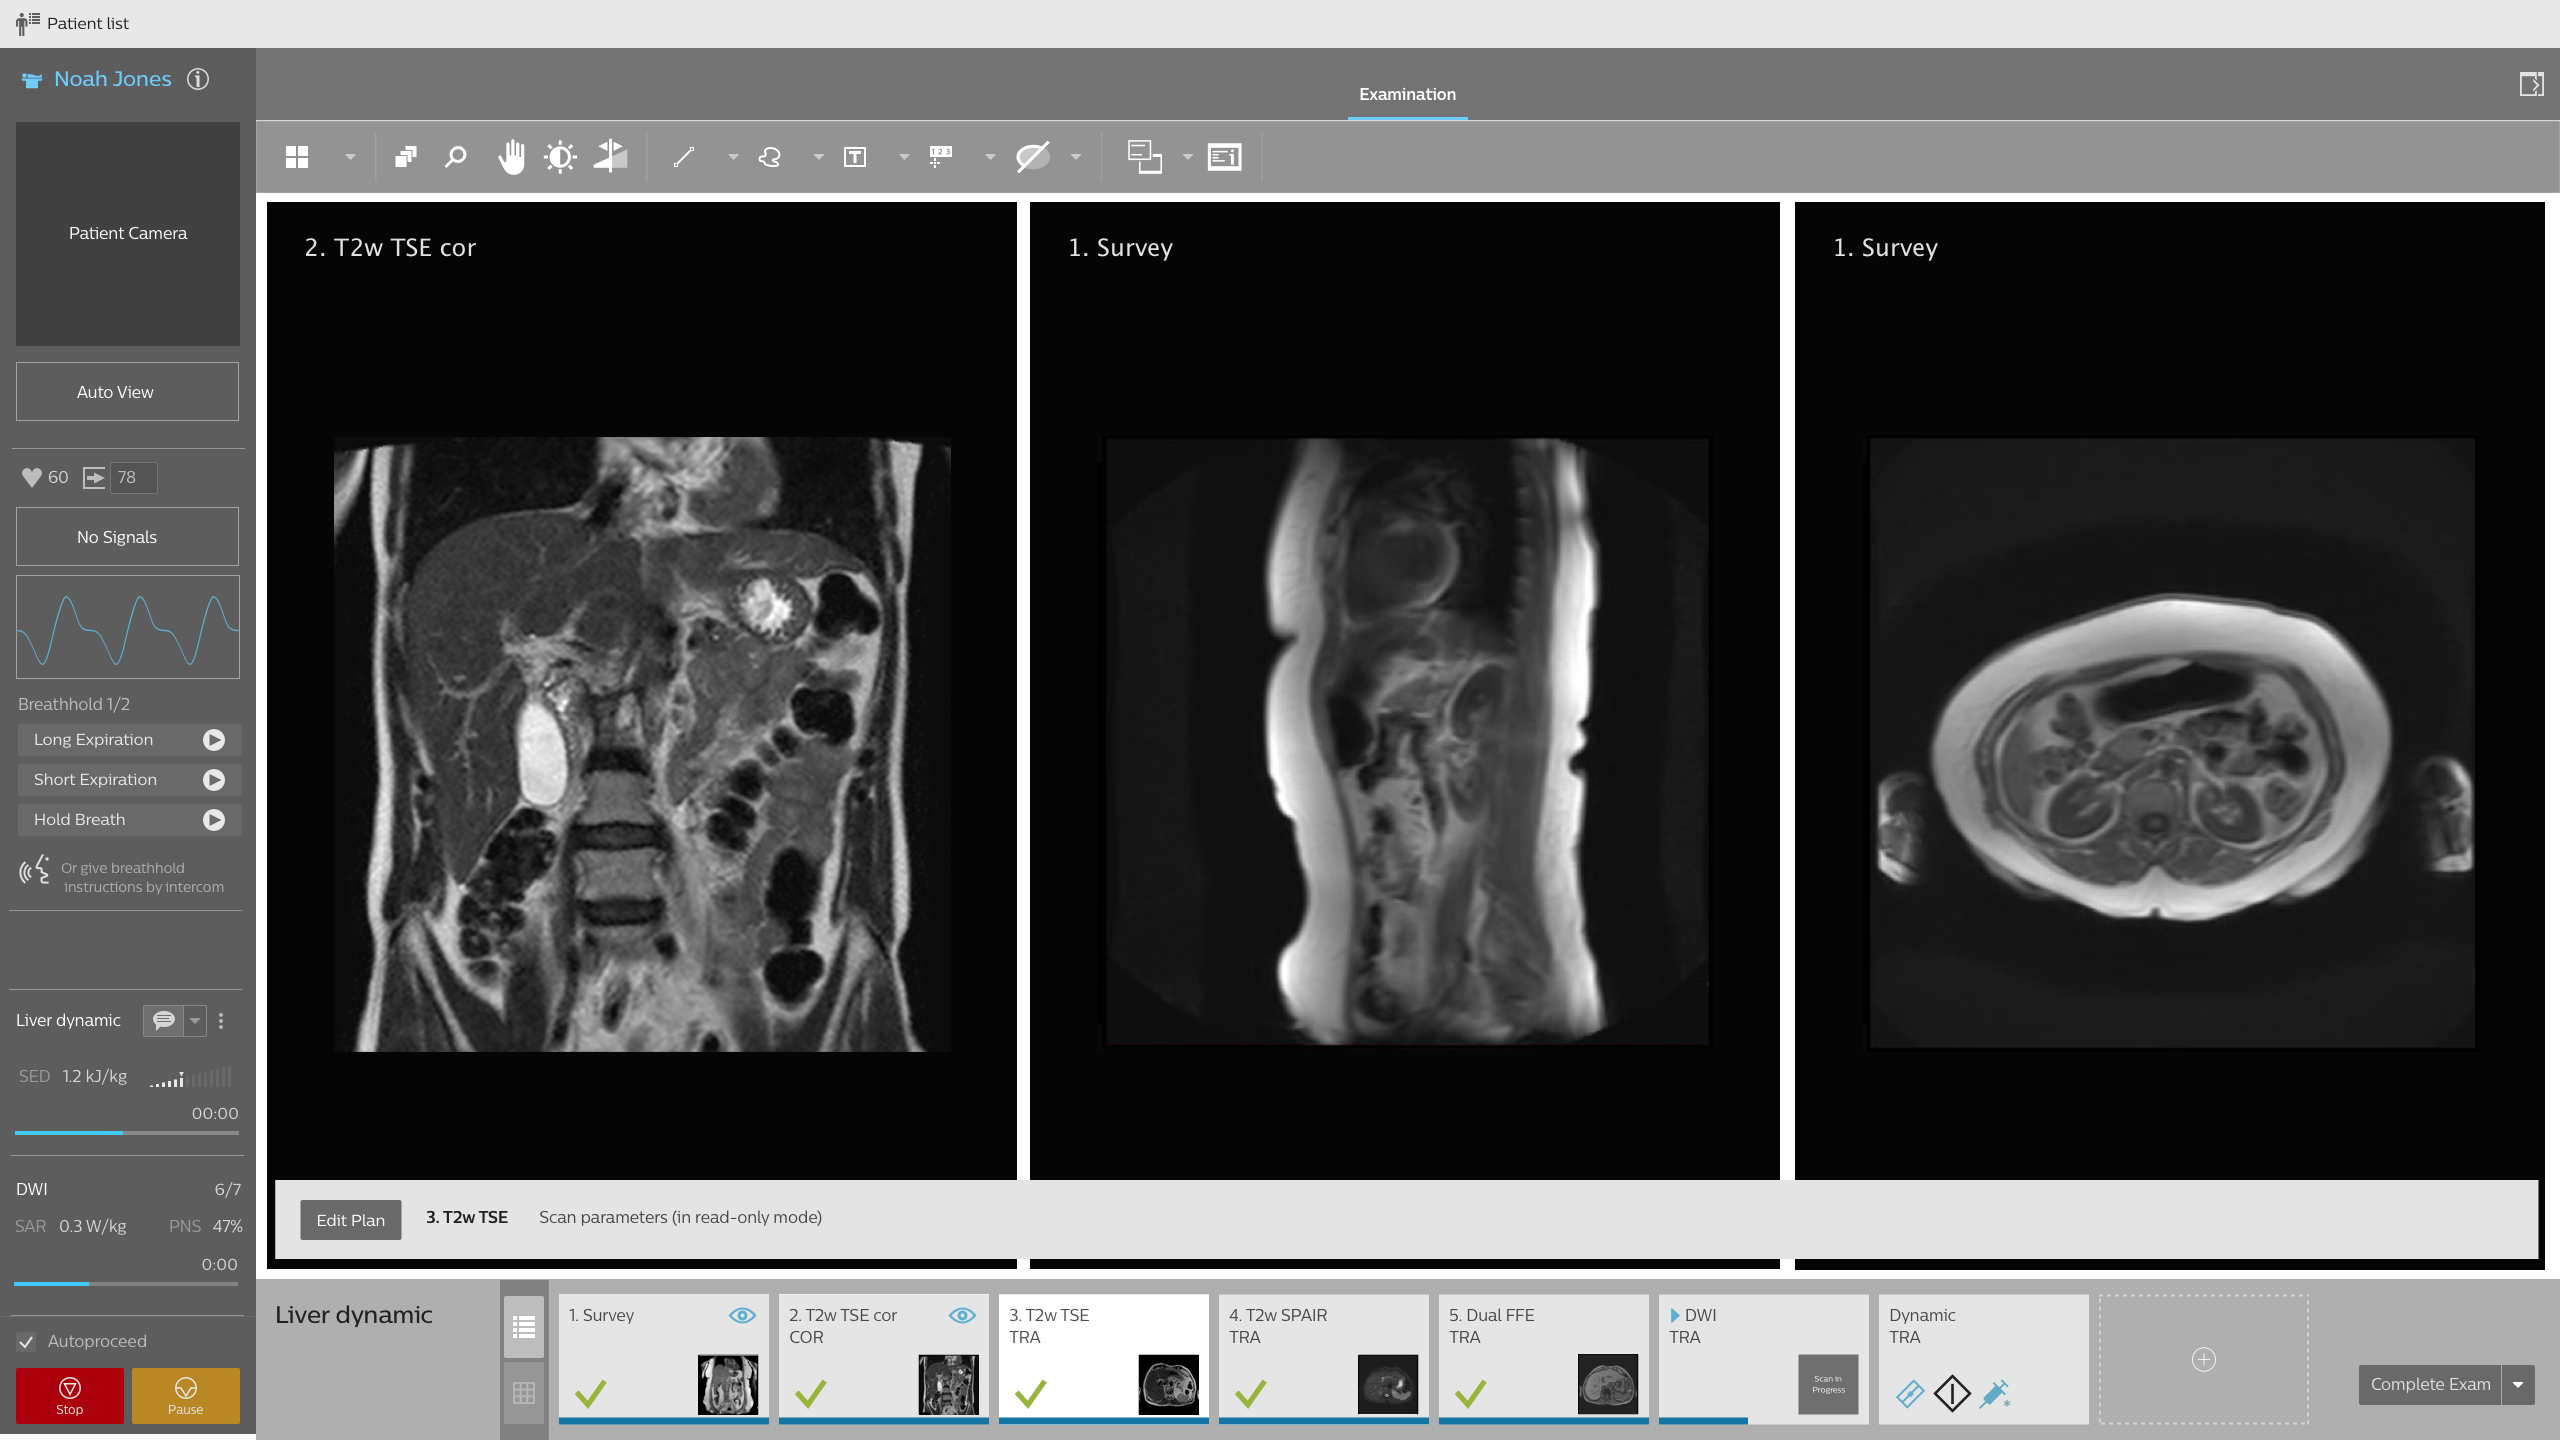 Patient list
Noah Jones
Examination
Patient Camera
Auto View
60
78
No Signals
Breathhold 1/2
Long Expiration
Short Expiration
Hold Breath
Or give breathhold
instructions by intercom
Liver dynamic
SED 1.2 kJ/kg
00:00
DWI 6/7
SAR 0.3 W/kg PNS 47%
0:00
Autoproceed
Stop
Pause
T
1 2 3
2. T2w TSE cor
1. Survey
1. Survey
Edit Plan
3. T2w TSE
Scan parameters (in read-only mode)
Liver dynamic
1. Survey
2. T2w TSE cor
COR
3. T2w TSE
TRA
4. T2w SPAIR
TRA
5. Dual FFE
TRA
DWI
TRA
Scan In
Progress
Dynamic
TRA
Complete Exam